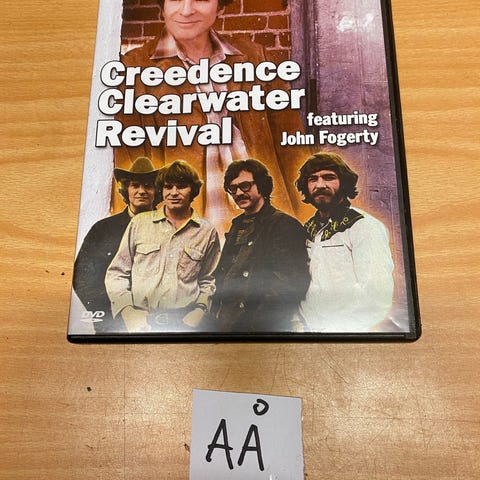 Creedence
Clearwater
Revival
featuring
John Fogerty
DVD
AÅ